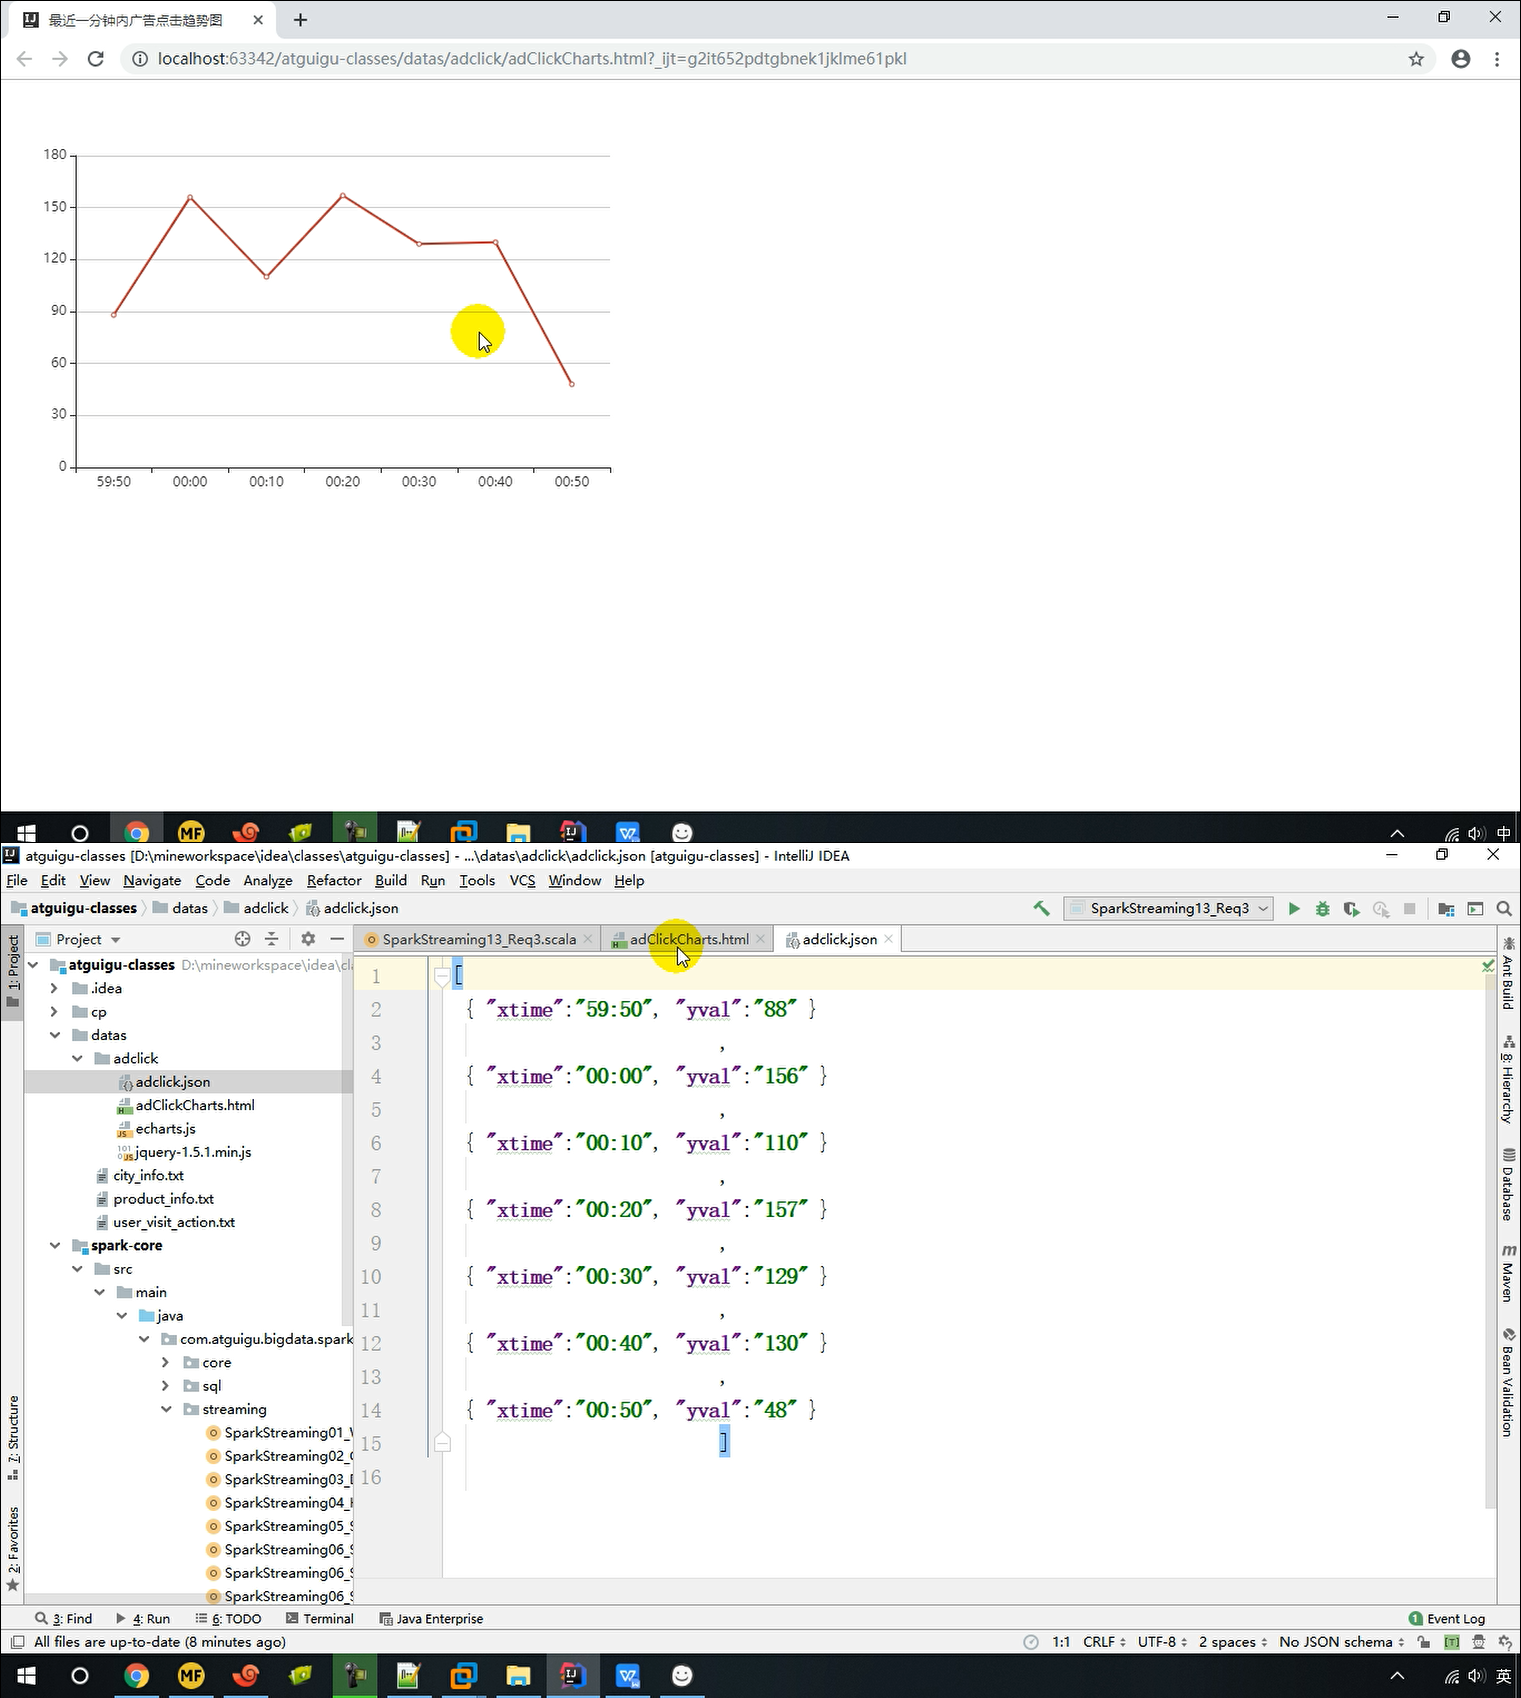 最近一分钟内广告点击趋势图
localhost:63342/atguigu-classes/datas/adclick/adClickCharts.html?_ijt=g2it652pdtgbnek1jklme61pkl
180
150
120
90
60
30
0
59:50 00:00 00:10 00:20 00:30 00:40 00:50
MF
中
atguigu-classes [D:\mineworkspace\idea\classes\atguigu-classes] - ...\datas\adclick\adclick.json [atguigu-classes] - IntelliJ IDEA
File Edit View Navigate Code Analyze Refactor Build Run Tools VCS Window Help
atguigu-classes datas adclick adclick.json SparkStreaming13_Req3
Project SparkStreaming13_Req3.scala adClickCharts.html adclick.json
atguigu-classes D:\mineworkspace\idea\cl
.idea
cp
datas
adclick
adclick.json
adClickCharts.html
echarts.js
jquery-1.5.1.min.js
city_info.txt
product_info.txt
user_visit_action.txt
spark-core
src
main
java
com.atguigu.bigdata.spark
core
sql
streaming
SparkStreaming01_
SparkStreaming02_
SparkStreaming03_
SparkStreaming04_
SparkStreaming05_
SparkStreaming06_
SparkStreaming06_
SparkStreaming06_
1 [
2 { "xtime":"59:50", "yval":"88" }
3 ,
4 { "xtime":"00:00", "yval":"156" }
5 ,
6 { "xtime":"00:10", "yval":"110" }
7 ,
8 { "xtime":"00:20", "yval":"157" }
9 ,
10 { "xtime":"00:30", "yval":"129" }
11 ,
12 { "xtime":"00:40", "yval":"130" }
13 ,
14 { "xtime":"00:50", "yval":"48" }
15 ]
16
1: Project
7: Structure
2: Favorites
Ant Build
8: Hierarchy
Database
Maven
Bean Validation
3: Find 4: Run 6: TODO Terminal Java Enterprise 1 Event Log
All files are up-to-date (8 minutes ago) 1:1 CRLF UTF-8 2 spaces No JSON schema
MF
英